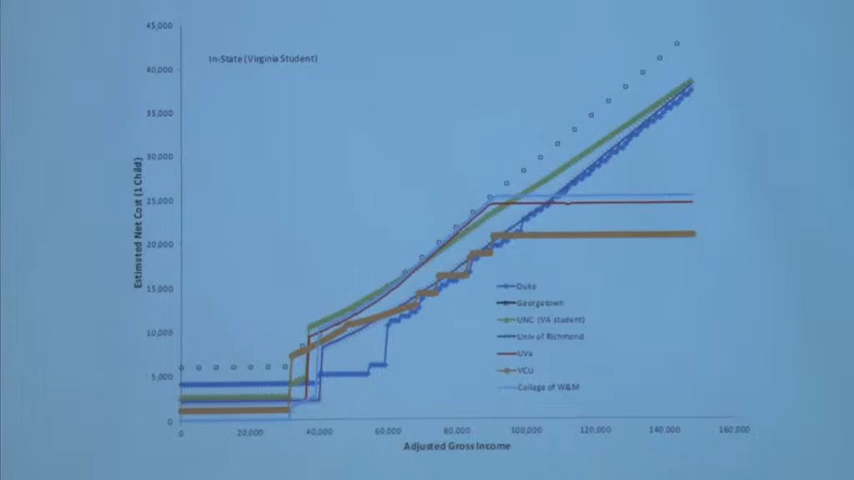 45,000
In-State (Virginia Student)
40,000
35,000
30,000
25,000
20,000
15,000
10,000
5,000
0
Estimated Net Cost (1 Child)
Duke
Georgetown
UNC (VA student)
Univ of Richmond
UVa
VCU
College of W&M
0
20,000
40,000
60,000
80,000
100,000
120,000
140,000
160,000
Adjusted Gross Income